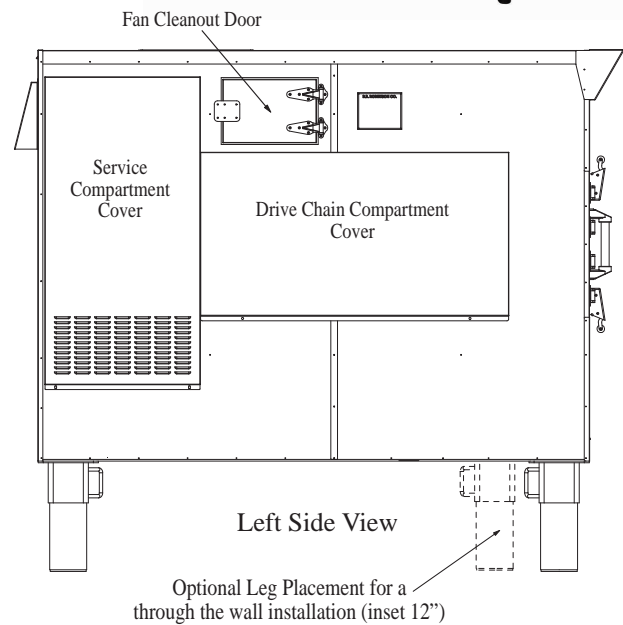 Fan Cleanout Door
Service
Compartment
Cover
Drive Chain Compartment
Cover
Left Side View
Optional Leg Placement for a
through the wall installation (inset 12”)